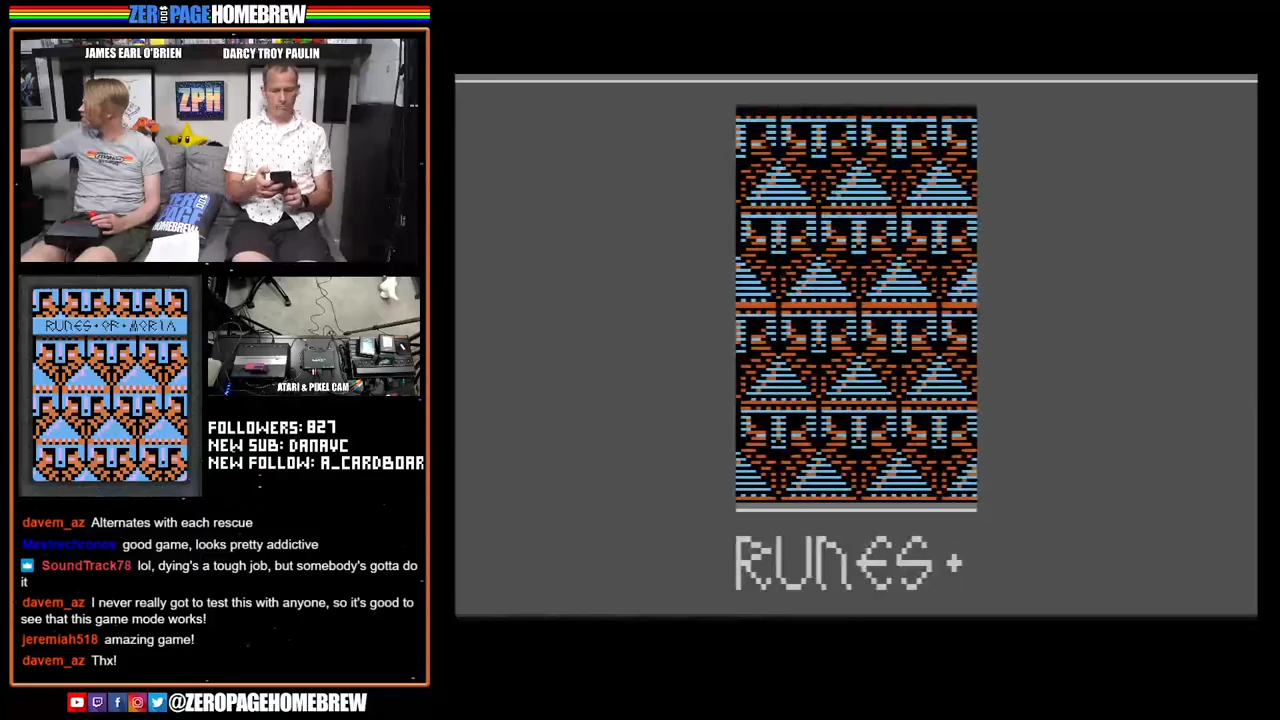 ZEROPAGE HOMEBREW
JAMES EARL O'BRIEN
DARCY TROY PAULIN
ZPH
ZERO
PAGE
HOMEBREW
RUNES+OF+MORIA
ATARI & PIXEL CAM
FOLLOWERS: 827
NEW SUB: DANAYC
NEW FOLLOW: A_CARDBOAR
davem_az Alternates with each rescue
good game, looks pretty addictive
SoundTrack78 lol, dying's a tough job, but somebody's gotta do
it
davem_az I never really got to test this with anyone, so it's good to
see that this game mode works!
jeremiah518 amazing game!
davem_az Thx!
@ZEROPAGEHOMEBREW
RUNES+